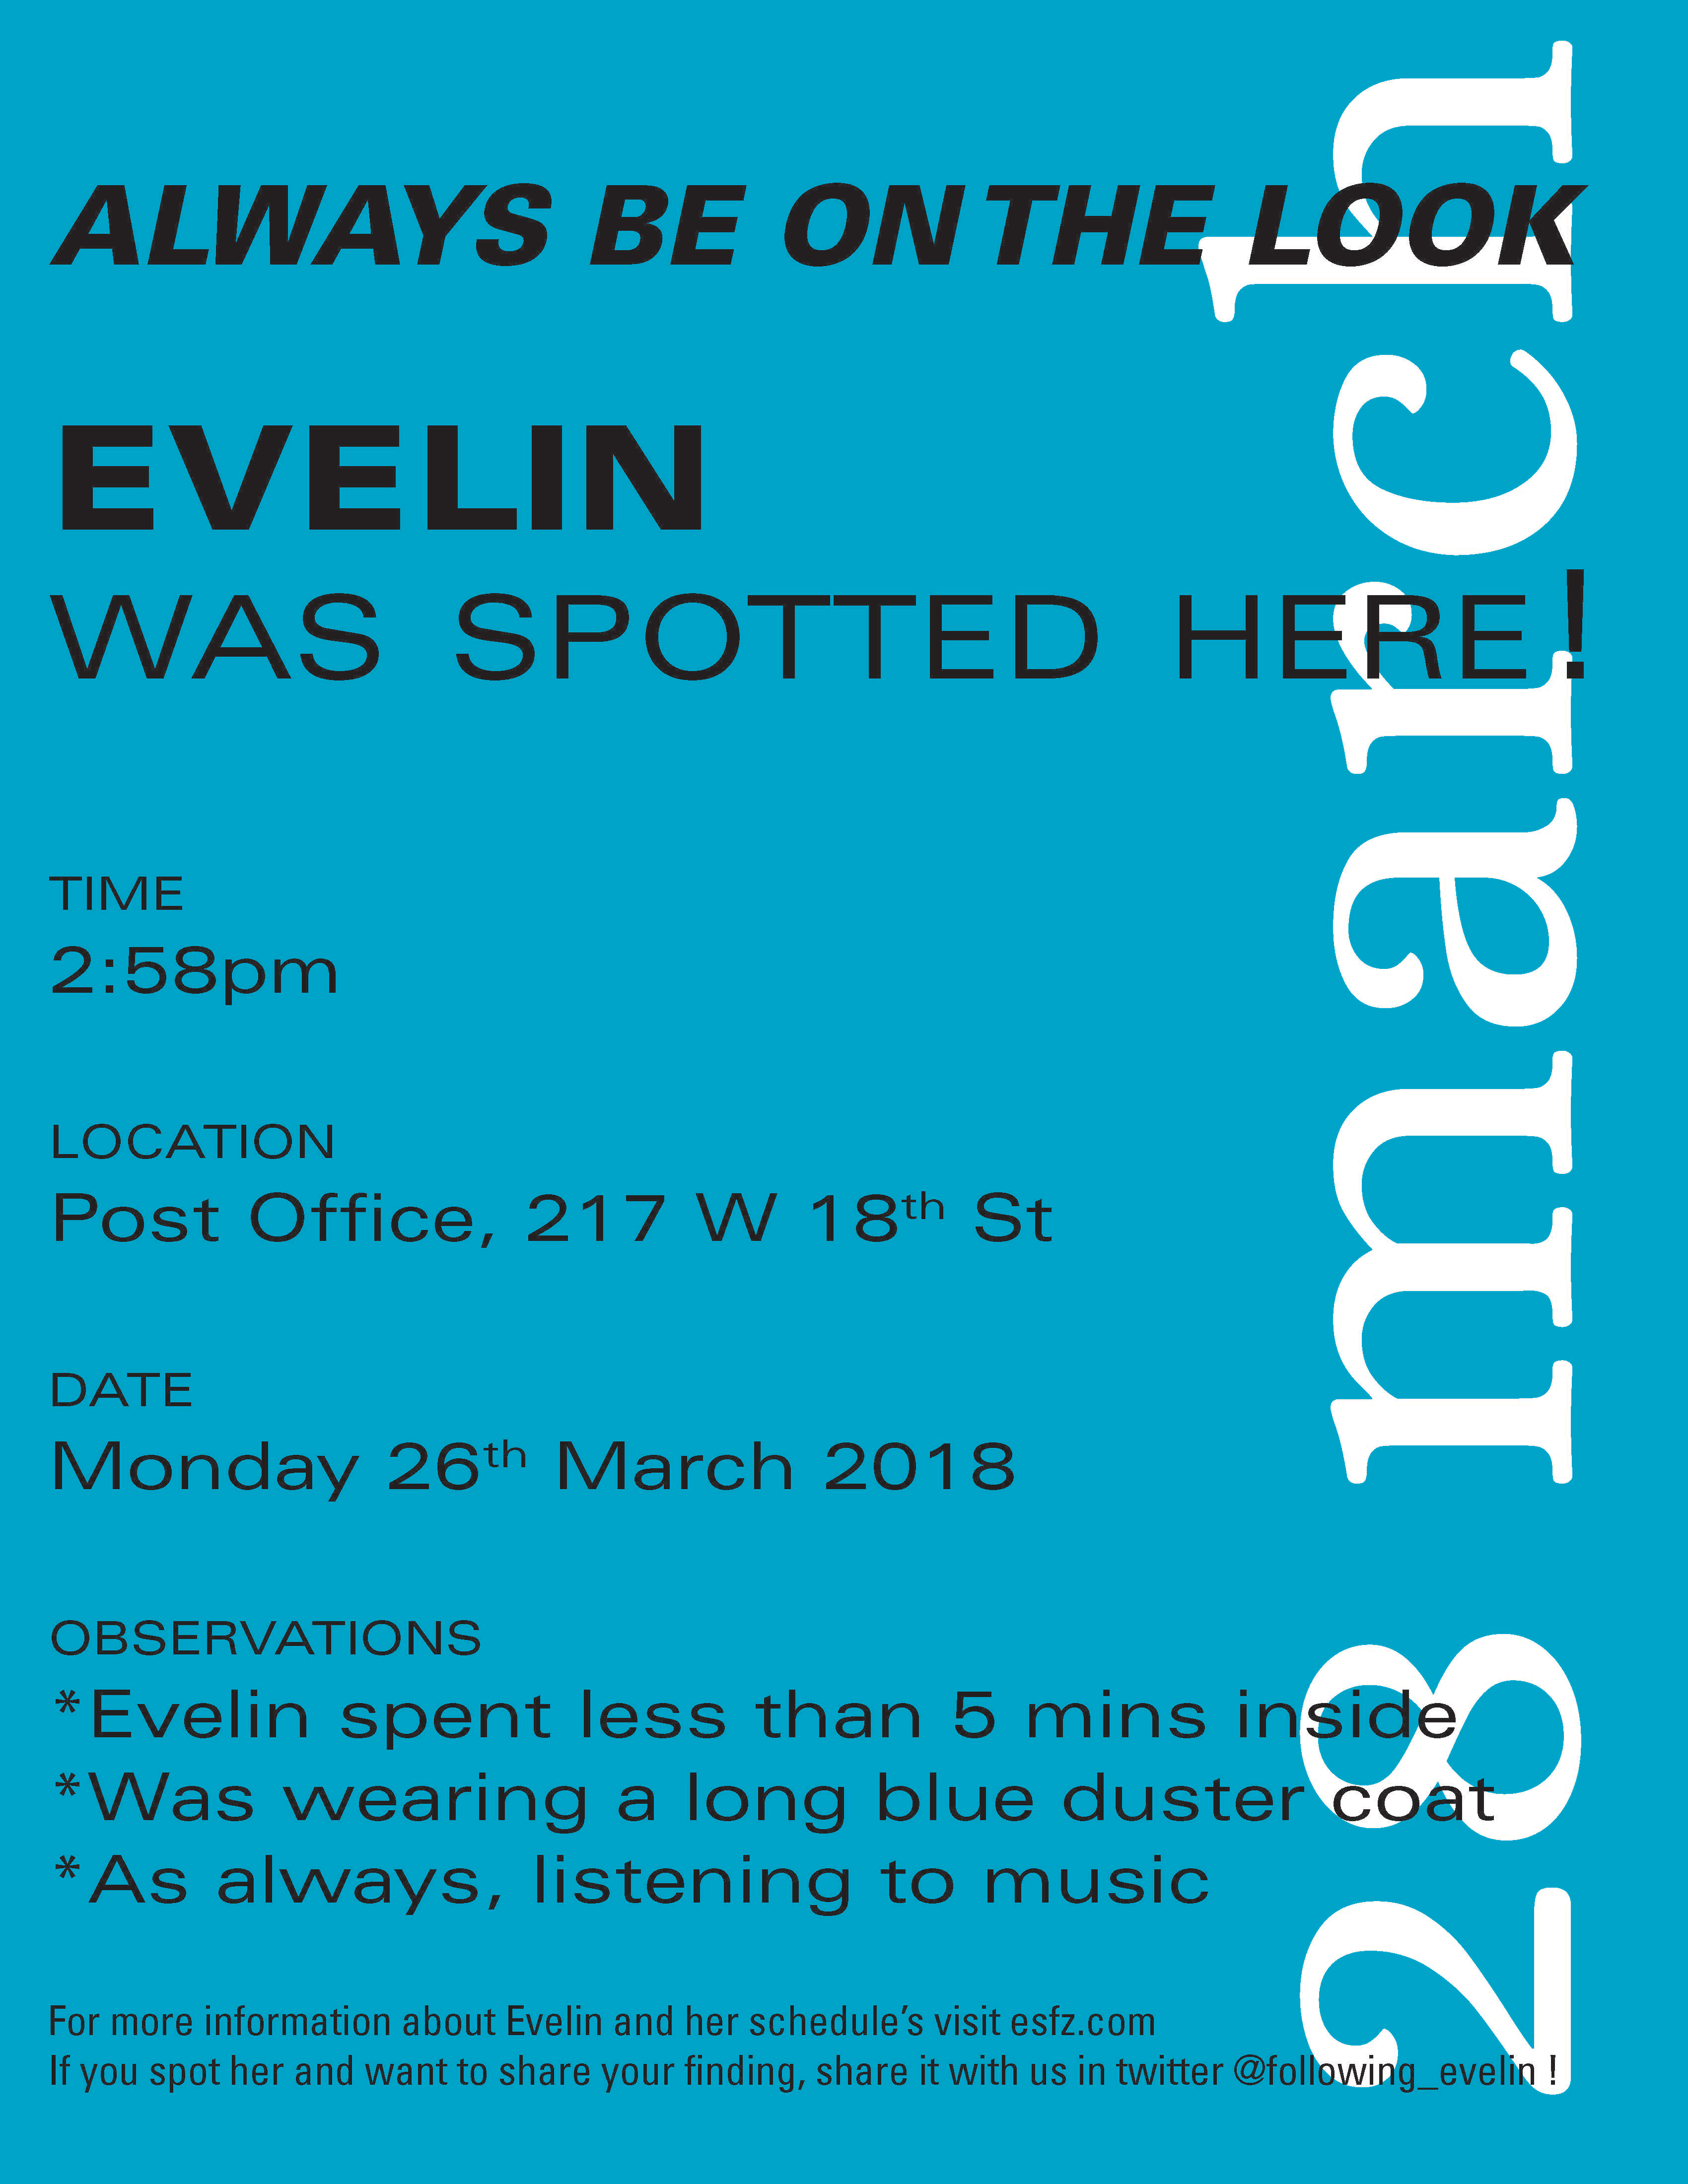 ALWAYS BE ON THE LOOK
EVELIN
WAS SPOTTED HERE!
TIME
2:58pm
LOCATION
Post Office, 217 W 18th St
DATE
Monday 26th March 2018
OBSERVATIONS
*Evelin spent less than 5 mins inside
*Was wearing a long blue duster coat
*As always, listening to music
For more information about Evelin and her schedule’s visit esfz.com
If you spot her and want to share your finding, share it with us in twitter @following_evelin !
28 march